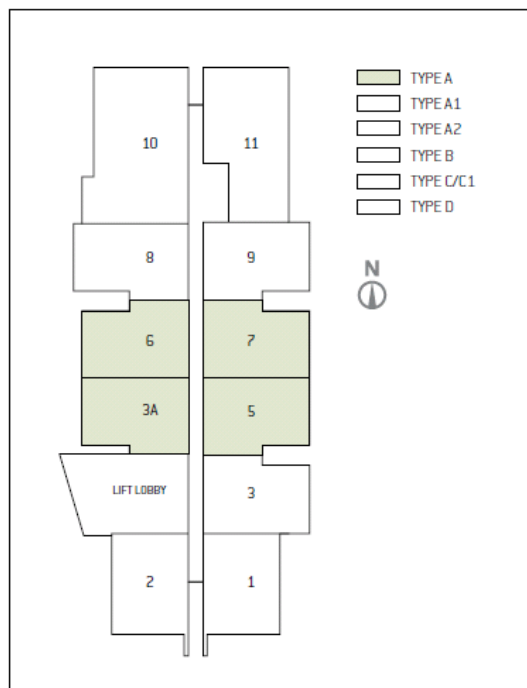 TYPE A
TYPE A1
TYPE A2
TYPE B
TYPE C/C1
TYPE D
N
10
11
8
9
6
7
3A
5
LIFT LOBBY
3
2
1